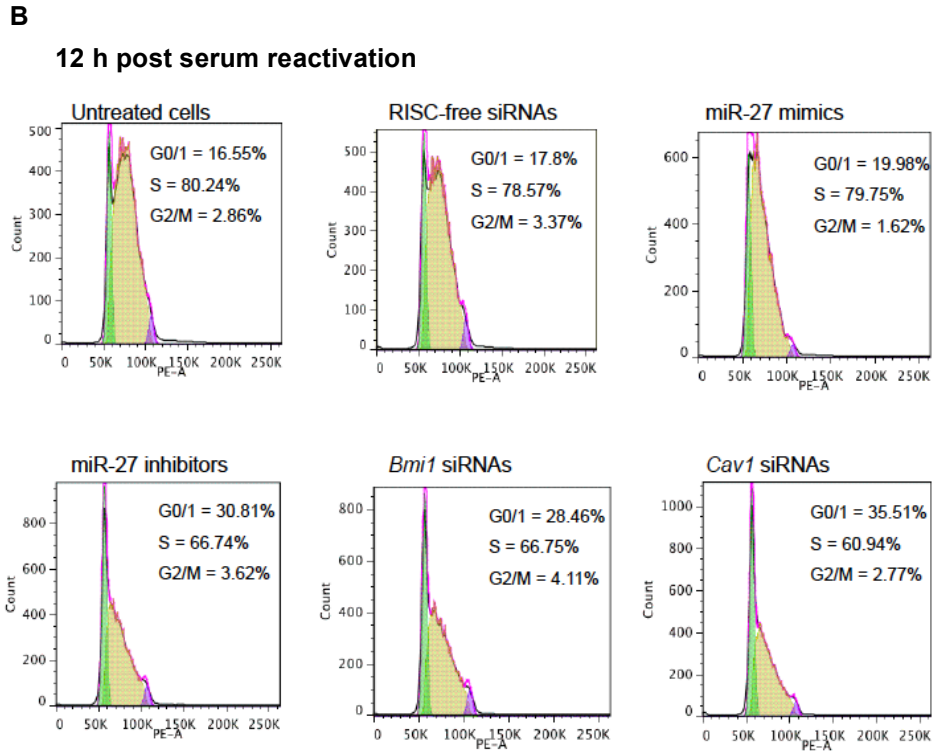 B
12 h post serum reactivation
Untreated cells
500
400
300
200
100
0
Count
G0/1 = 16.55%
S = 80.24%
G2/M = 2.86%
0 50K 100K 150K 200K 250K
PE-A
RISC-free siRNAs
500
400
300
200
100
0
Count
G0/1 = 17.8%
S = 78.57%
G2/M = 3.37%
0 50K 100K 150K 200K 250K
PE-A
miR-27 mimics
600
400
200
0
Count
G0/1 = 19.98%
S = 79.75%
G2/M = 1.62%
0 50K 100K 150K 200K 250K
PE-A
miR-27 inhibitors
800
600
400
200
0
Count
G0/1 = 30.81%
S = 66.74%
G2/M = 3.62%
0 50K 100K 150K 200K 250K
PE-A
Bmi1 siRNAs
800
600
400
200
0
Count
G0/1 = 28.46%
S = 66.75%
G2/M = 4.11%
0 50K 100K 150K 200K 250K
PE-A
Cav1 siRNAs
1000
800
600
400
200
0
Count
G0/1 = 35.51%
S = 60.94%
G2/M = 2.77%
0 50K 100K 150K 200K 250K
PE-A